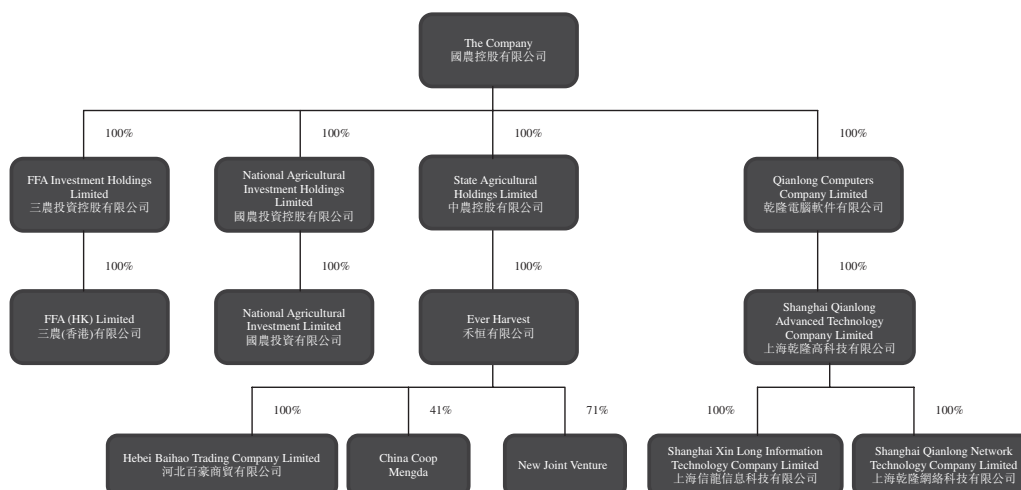 The Company
國農控股有限公司
100%
100%
100%
100%
FFA Investment Holdings
Limited
三農投資控股有限公司
National Agricultural
Investment Holdings
Limited
國農投資控股有限公司
State Agricultural
Holdings Limited
中農控股有限公司
Qianlong Computers
Company Limited
乾隆電腦軟件有限公司
100%
100%
100%
100%
FFA (HK) Limited
三農(香港)有限公司
National Agricultural
Investment Limited
國農投資有限公司
Ever Harvest
禾恒有限公司
Shanghai Qianlong
Advanced Technology
Company Limited
上海乾隆高科技有限公司
100%
41%
71%
100%
100%
Hebei Baihao Trading Company Limited
河北百豪商貿有限公司
China Coop
Mengda
New Joint Venture
Shanghai Xin Long Information
Technology Company Limited
上海信龍信息科技有限公司
Shanghai Qianlong Network
Technology Company Limited
上海乾隆網絡科技有限公司